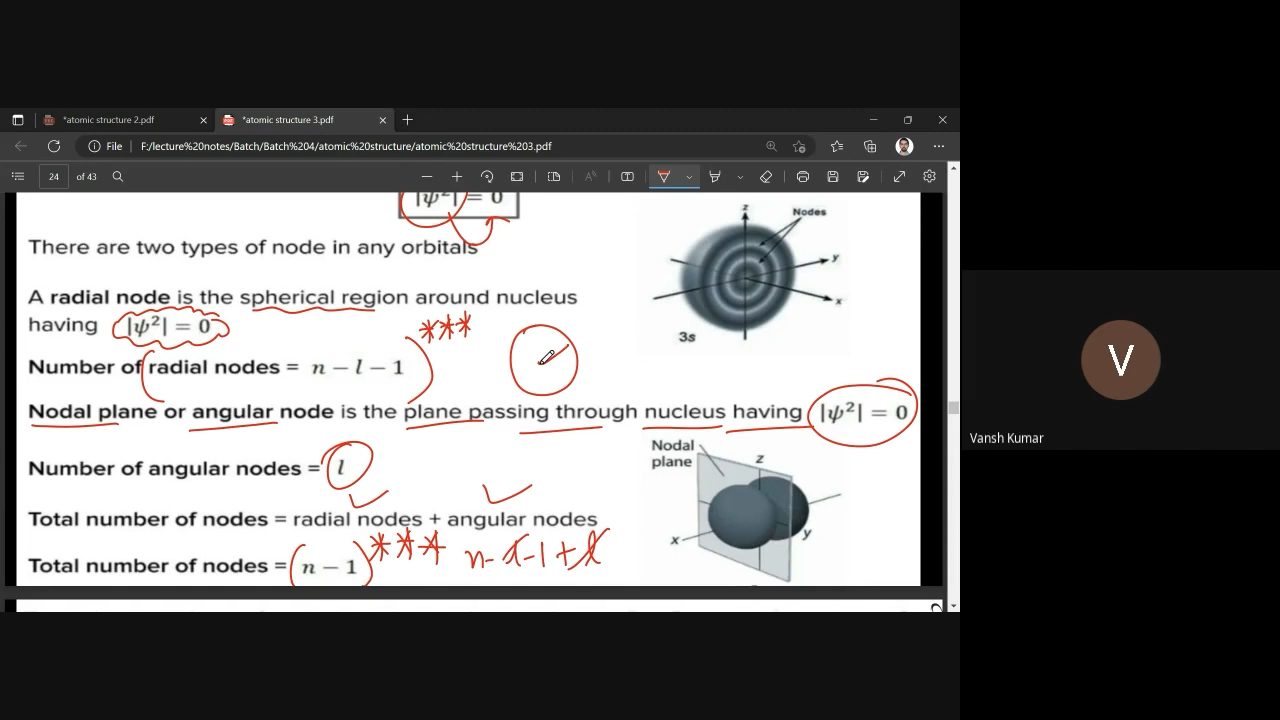 *atomic structure 2.pdf
*atomic structure 3.pdf
File F:/lecture%20notes/Batch/Batch%204/atomic%20structure/atomic%20structure%203.pdf
24 of 43
|ψ²| = 0
There are two types of node in any orbitals
A radial node is the spherical region around nucleus
having |ψ²| = 0
***
Number of radial nodes = n − l − 1
Nodal plane or angular node is the plane passing through nucleus having |ψ²| = 0
Number of angular nodes = l
Total number of nodes = radial nodes + angular nodes
Total number of nodes = (n − 1) *** n-l-1+l
z
Nodes
y
x
3s
Nodal
plane
z
x
y
V
Vansh Kumar